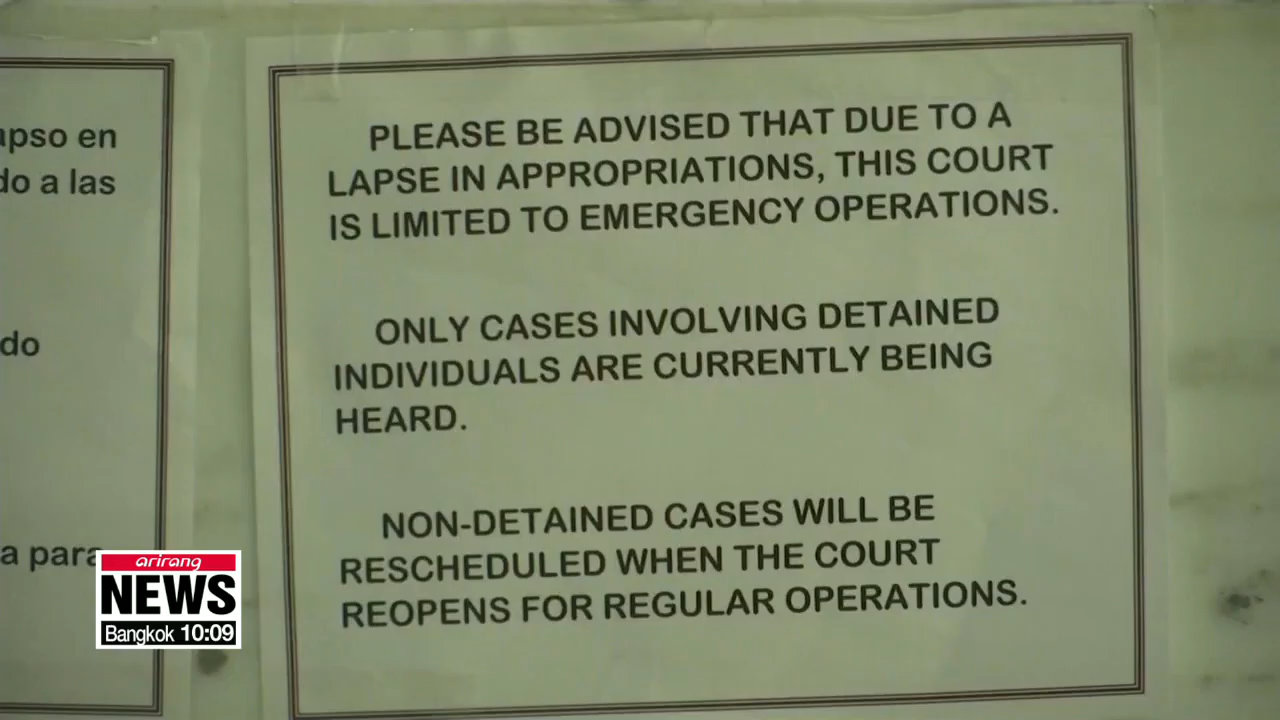 apso en
do a las
do
a para
PLEASE BE ADVISED THAT DUE TO A
LAPSE IN APPROPRIATIONS, THIS COURT
IS LIMITED TO EMERGENCY OPERATIONS.
ONLY CASES INVOLVING DETAINED
INDIVIDUALS ARE CURRENTLY BEING
HEARD.
NON-DETAINED CASES WILL BE
RESCHEDULED WHEN THE COURT
REOPENS FOR REGULAR OPERATIONS.
arirang
NEWS
Bangkok 10:09